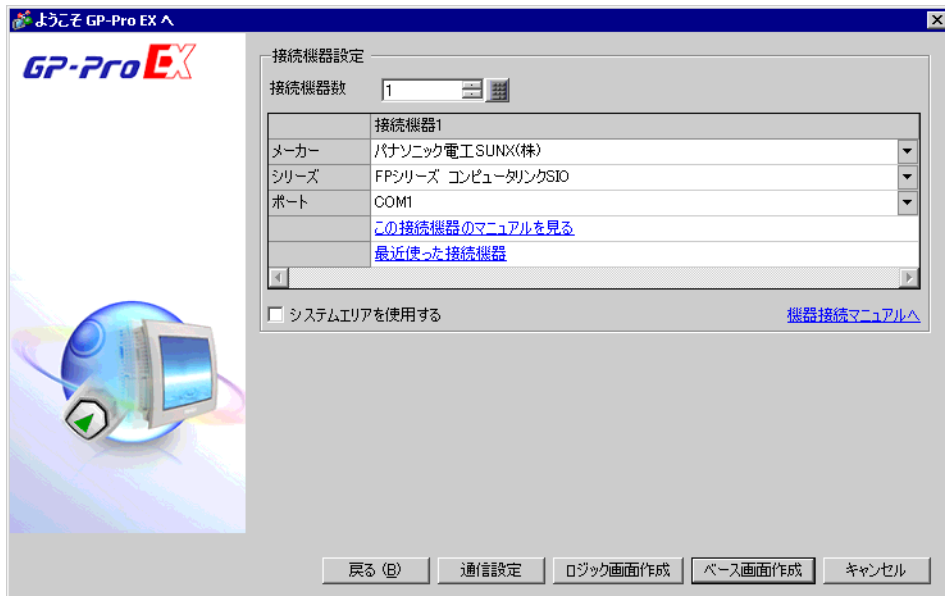 ようこそ GP-Pro EX へ
GP-Pro EX
接続機器設定
接続機器数 1
接続機器1
メーカー パナソニック電工SUNX(株)
シリーズ FPシリーズ コンピュータリンクSIO
ポート COM1
この接続機器のマニュアルを見る
最近使った接続機器
システムエリアを使用する 機器接続マニュアルへ
戻る (B) 通信設定 ロジック画面作成 ベース画面作成 キャンセル